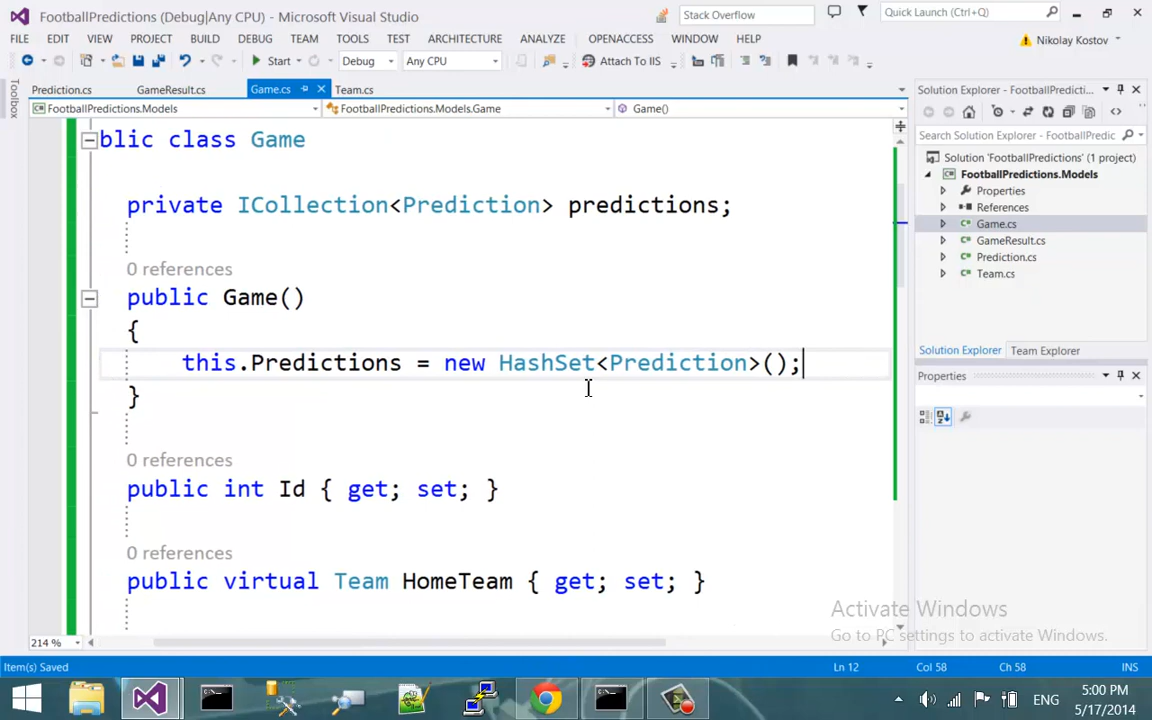 FootballPredictions (Debug|Any CPU) - Microsoft Visual Studio
Stack Overflow
Quick Launch (Ctrl+Q)
FILE EDIT VIEW PROJECT BUILD DEBUG TEAM TOOLS TEST ARCHITECTURE ANALYZE OPENACCESS WINDOW HELP
Nikolay Kostov
Start Debug Any CPU Attach To IIS
Toolbox
Prediction.cs GameResult.cs Game.cs Team.cs
FootballPredictions.Models FootballPredictions.Models.Game Game()
blic class Game
private ICollection<Prediction> predictions;
0 references
public Game()
{
this.Predictions = new HashSet<Prediction>();
}
0 references
public int Id { get; set; }
0 references
public virtual Team HomeTeam { get; set; }
214 %
Solution Explorer - FootballPredicti...
Search Solution Explorer - FootballPredic
Solution 'FootballPredictions' (1 project)
FootballPredictions.Models
Properties
References
Game.cs
GameResult.cs
Prediction.cs
Team.cs
Solution Explorer Team Explorer
Properties
Activate Windows
Go to PC settings to activate Windows.
Item(s) Saved Ln 12 Col 58 Ch 58 INS
ENG
5:00 PM
5/17/2014